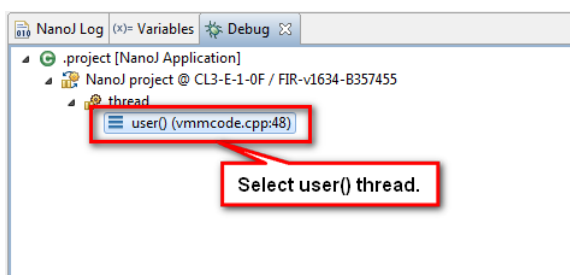 NanoJ Log (x)= Variables Debug
.project [NanoJ Application]
NanoJ project @ CL3-E-1-0F / FIR-v1634-B357455
thread
user() (vmmcode.cpp:48)
Select user() thread.